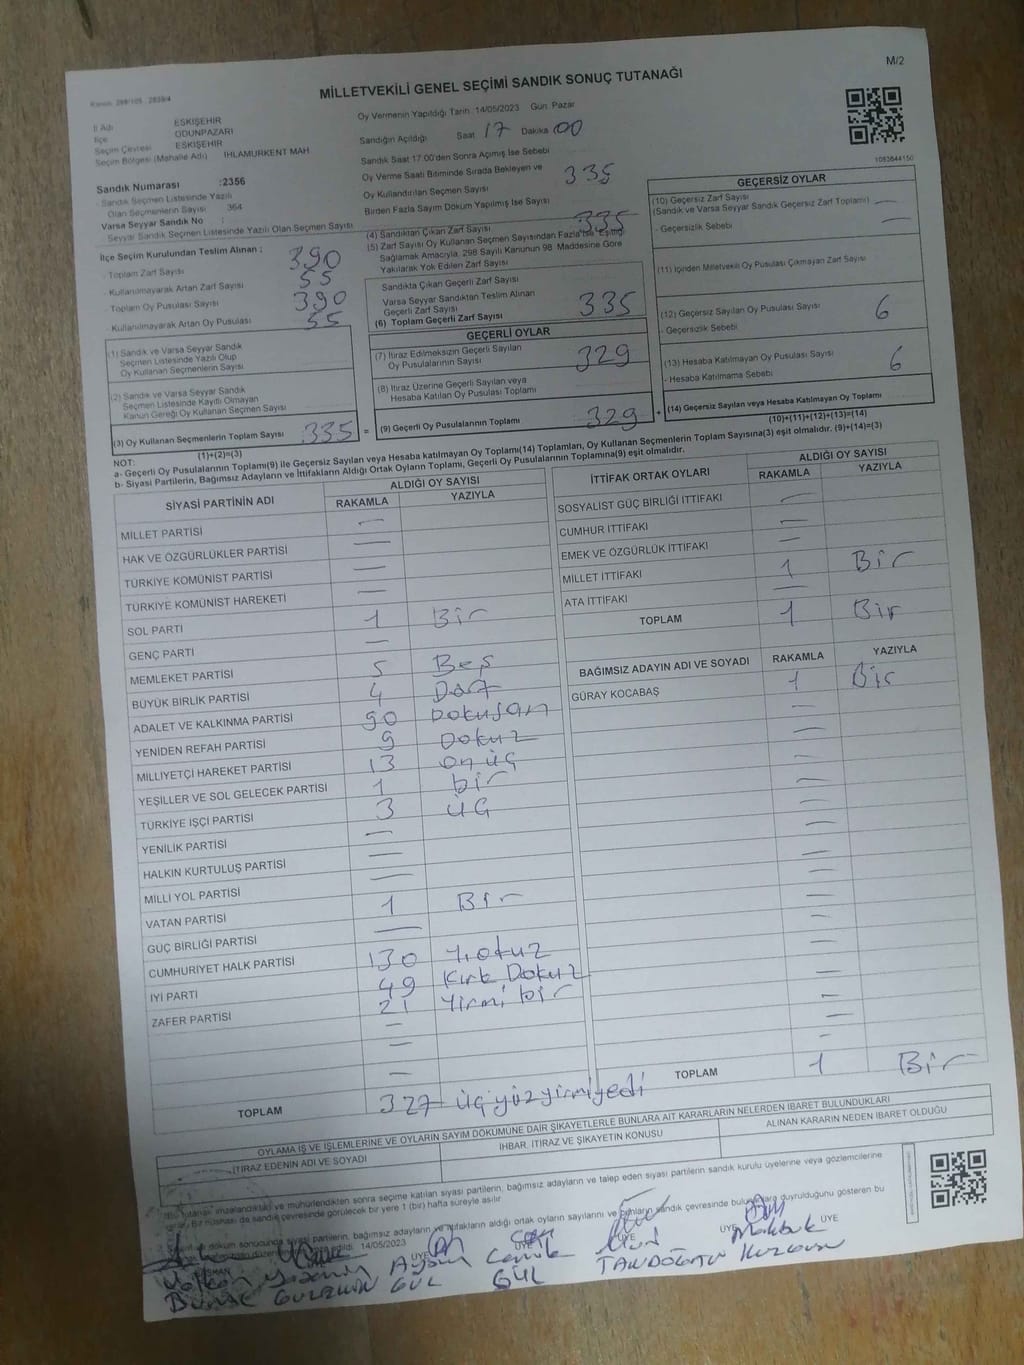 M/2
MİLLETVEKİLİ GENEL SEÇİMİ SANDIK SONUÇ TUTANAĞI
İl Adı ESKİŞEHİR
İlçe ODUNPAZARI
Seçim Çevresi ESKİŞEHİR
Seçim Bölgesi (Mahalle Adı) IHLAMURKENT MAH
Sandık Numarası :2356
- Sandık Seçmen Listesinde Yazılı
Olan Seçmenlerin Sayısı 364
Varsa Seyyar Sandık No :
- Seyyar Sandık Seçmen Listesinde Yazılı Olan Seçmen Sayısı
İlçe Seçim Kurulundan Teslim Alınan :
- Toplam Zarf Sayısı 390
- Kullanılmayarak Artan Zarf Sayısı 55
- Toplam Oy Pusulası Sayısı 390
- Kullanılmayarak Artan Oy Pusulası 55
(1) Sandık ve Varsa Seyyar Sandık
Seçmen Listesinde Yazılı Olup
Oy Kullanan Seçmenlerin Sayısı
(2) Sandık ve Varsa Seyyar Sandık
Seçmen Listesinde Kayıtlı Olmayan
Kanun Gereği Oy Kullanan Seçmen Sayısı
(3) Oy Kullanan Seçmenlerin Toplam Sayısı 335 =
(1)+(2)=(3)
Oy Vermenin Yapıldığı Tarih 14/05/2023 Gün Pazar
Sandığın Açıldığı Saat 17 Dakika 00
Sandık Saat 17.00'den Sonra Açılmış İse Sebebi
Oy Verme Saati Bitiminde Sırada Bekleyen ve
Oy Kullandırılan Seçmen Sayısı 335
Birden Fazla Sayım Döküm Yapılmış İse Sayısı
(4) Sandıktan Çıkan Zarf Sayısı 335
(5) Zarf Sayısı Oy Kullanan Seçmen Sayısından Fazla İse Eşitliği
Sağlamak Amacıyla, 298 Sayılı Kanunun 98. Maddesine Göre
Yakılarak Yok Edilen Zarf Sayısı
Sandıkta Çıkan Geçerli Zarf Sayısı
Varsa Seyyar Sandıktan Teslim Alınan
Geçerli Zarf Sayısı
(6) Toplam Geçerli Zarf Sayısı 335
GEÇERLİ OYLAR
(7) İtiraz Edilmeksizin Geçerli Sayılan
Oy Pusulalarının Sayısı 329
(8) İtiraz Üzerine Geçerli Sayılan veya
Hesaba Katılan Oy Pusulası Toplamı
(9) Geçerli Oy Pusulalarının Toplamı 329 +
1083644150
GEÇERSİZ OYLAR
(10) Geçersiz Zarf Sayısı
(Sandık ve Varsa Seyyar Sandık Geçersiz Zarf Toplamı) —
- Geçersizlik Sebebi —
(11) İçinden Milletvekili Oy Pusulası Çıkmayan Zarf Sayısı
(12) Geçersiz Sayılan Oy Pusulası Sayısı 6
- Geçersizlik Sebebi
(13) Hesaba Katılmayan Oy Pusulası Sayısı 6
- Hesaba Katılmama Sebebi
(14) Geçersiz Sayılan veya Hesaba Katılmayan Oy Toplamı
(10)+(11)+(12)+(13)=(14)
NOT:
a- Geçerli Oy Pusulalarının Toplamı(9) ile Geçersiz Sayılan veya Hesaba katılmayan Oy Toplamı(14) Toplamları, Oy Kullanan Seçmenlerin Toplam Sayısına(3) eşit olmalıdır. (9)+(14)=(3)
b- Siyasi Partilerin, Bağımsız Adayların ve İttifakların Aldığı Ortak Oyların Toplamı, Geçerli Oy Pusulalarının Toplamına(9) eşit olmalıdır.
SİYASİ PARTİNİN ADI ALDIĞI OY SAYISI
RAKAMLA YAZIYLA
MİLLET PARTİSİ —
HAK VE ÖZGÜRLÜKLER PARTİSİ —
TÜRKİYE KOMÜNİST PARTİSİ —
TÜRKİYE KOMÜNİST HAREKETİ —
SOL PARTİ 1 Bir
GENÇ PARTİ —
MEMLEKET PARTİSİ 5 Beş
BÜYÜK BİRLİK PARTİSİ 4 Dört
ADALET VE KALKINMA PARTİSİ 90 Doksan
YENİDEN REFAH PARTİSİ 9 Dokuz
MİLLİYETÇİ HAREKET PARTİSİ 13 on üç
YEŞİLLER VE SOL GELECEK PARTİSİ 1 bir
TÜRKİYE İŞÇİ PARTİSİ 3 üç
YENİLİK PARTİSİ —
HALKIN KURTULUŞ PARTİSİ —
MİLLİ YOL PARTİSİ —
VATAN PARTİSİ 1 Bir
GÜÇ BİRLİĞİ PARTİSİ —
CUMHURİYET HALK PARTİSİ 130
İYİ PARTİ 49 Kırk Dokuz
ZAFER PARTİSİ 21 Yirmi bir
—
—
—
TOPLAM 327 üçyüzyirmiyedi
İTTİFAK ORTAK OYLARI ALDIĞI OY SAYISI
RAKAMLA YAZIYLA
SOSYALİST GÜÇ BİRLİĞİ İTTİFAKI —
CUMHUR İTTİFAKI —
EMEK VE ÖZGÜRLÜK İTTİFAKI —
MİLLET İTTİFAKI 1 Bir
ATA İTTİFAKI —
TOPLAM 1 Bir
BAĞIMSIZ ADAYIN ADI VE SOYADI RAKAMLA YAZIYLA
GÜRAY KOCABAŞ 1 Bir
TOPLAM 1 Bir
OYLAMA İŞ VE İŞLEMLERİNE VE OYLARIN SAYIM DÖKÜMÜNE DAİR ŞİKAYETLERLE BUNLARA AİT KARARLARIN NELERDEN İBARET BULUNDUKLARI
İTİRAZ EDENİN ADI VE SOYADI İHBAR, İTİRAZ VE ŞİKAYETİN KONUSU ALINAN KARARIN NEDEN İBARET OLDUĞU
imzalandıktan ve mühürlendikten sonra seçime katılan siyasi partilerin, bağımsız adayların ve talep eden siyasi partilerin sandık kurulu üyelerine veya gözlemcilerine
Bir nüshası da sandık çevresinde görülecek bir yere 1 (bir) hafta süreyle asılır
döküm sonucunda siyasi partilerin, bağımsız adayların ve ittifakların aldığı ortak oyların sayılarını ve bunların sandık çevresinde bulunanlara duyurulduğunu gösteren bu
14/05/2023
ÜYE ÜYE ÜYE ÜYE ÜYE
Aysun Cemile
GÜL GÜL TANDOĞAN